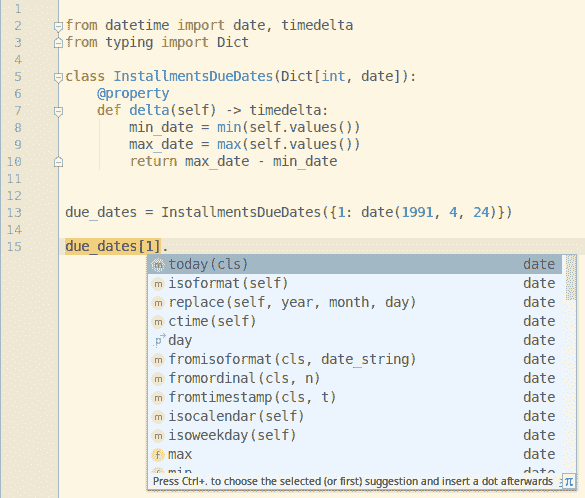 1
2 from datetime import date, timedelta
3 from typing import Dict
4
5 class InstallmentsDueDates(Dict[int, date]):
6 @property
7 def delta(self) -> timedelta:
8 min_date = min(self.values())
9 max_date = max(self.values())
10 return max_date - min_date
11
12
13 due_dates = InstallmentsDueDates({1: date(1991, 4, 24)})
14
15 due_dates[1].
m today(cls) date
m isoformat(self) date
m replace(self, year, month, day) date
m ctime(self) date
p day date
m fromisoformat(cls, date_string) date
m fromordinal(cls, n) date
m fromtimestamp(cls, t) date
m isocalendar(self) date
m isoweekday(self) date
f max date
f min date
Press Ctrl+. to choose the selected (or first) suggestion and insert a dot afterwards π